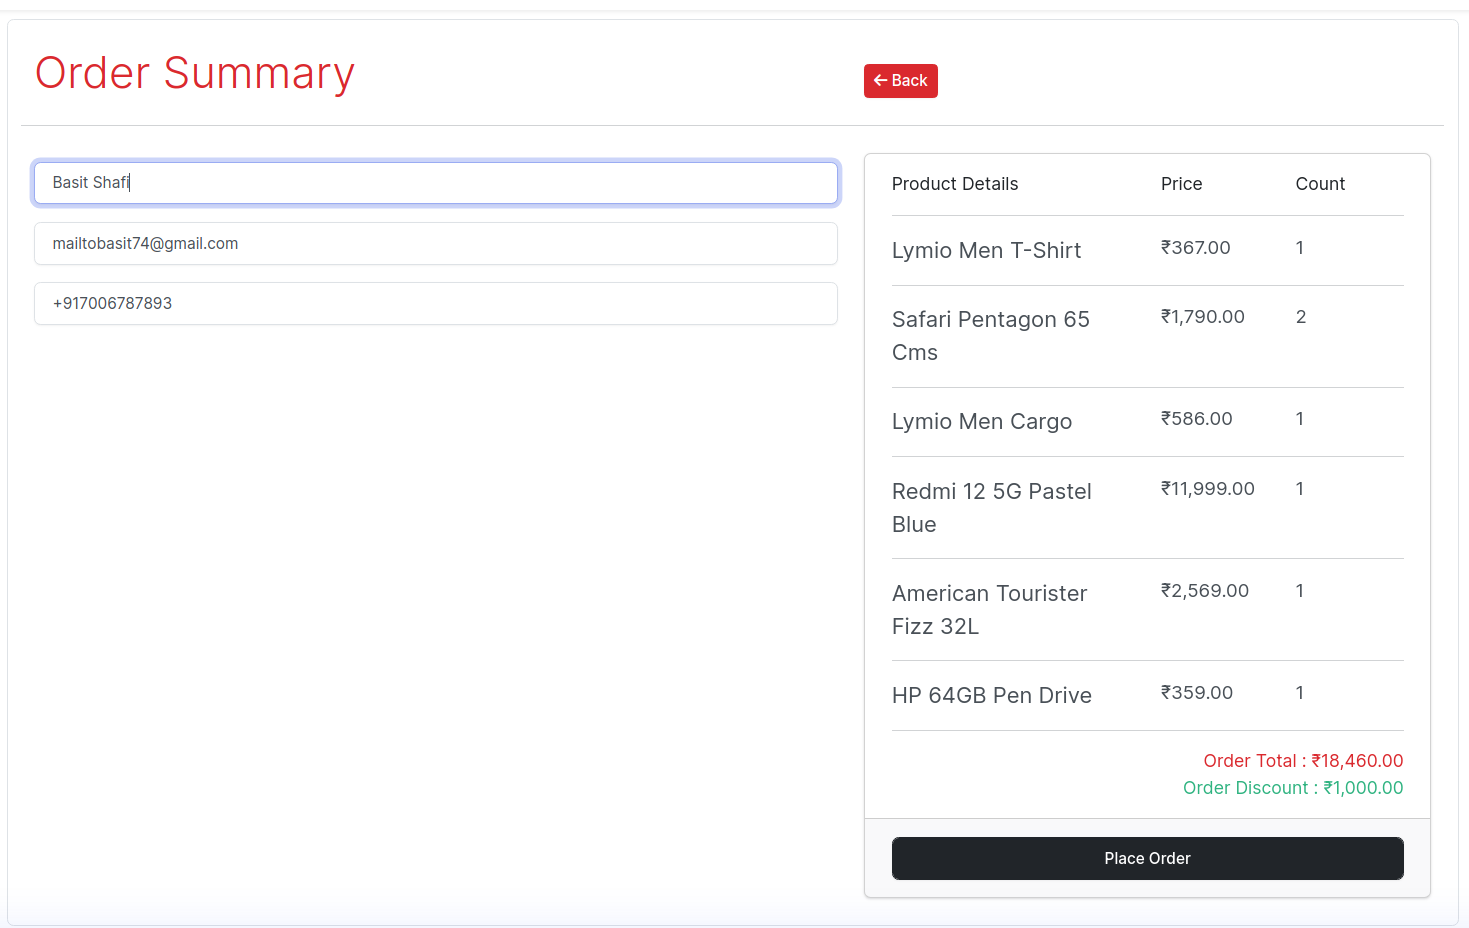 Order Summary
← Back
Basit Shafi
mailtobasit74@gmail.com
+917006787893
Product Details Price Count
Lymio Men T-Shirt ₹367.00 1
Safari Pentagon 65 ₹1,790.00 2
Cms
Lymio Men Cargo ₹586.00 1
Redmi 12 5G Pastel ₹11,999.00 1
Blue
American Tourister ₹2,569.00 1
Fizz 32L
HP 64GB Pen Drive ₹359.00 1
Order Total : ₹18,460.00
Order Discount : ₹1,000.00
Place Order